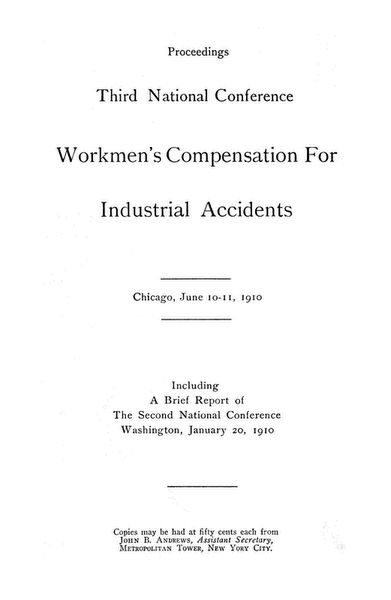 Proceedings
Third National Conference
Workmen's Compensation For
Industrial Accidents
Chicago, June 10-11, 1910
Including
A Brief Report of
The Second National Conference
Washington, January 20, 1910
Copies may be had at fifty cents each from
John B. Andrews, Assistant Secretary,
Metropolitan Tower, New York City.